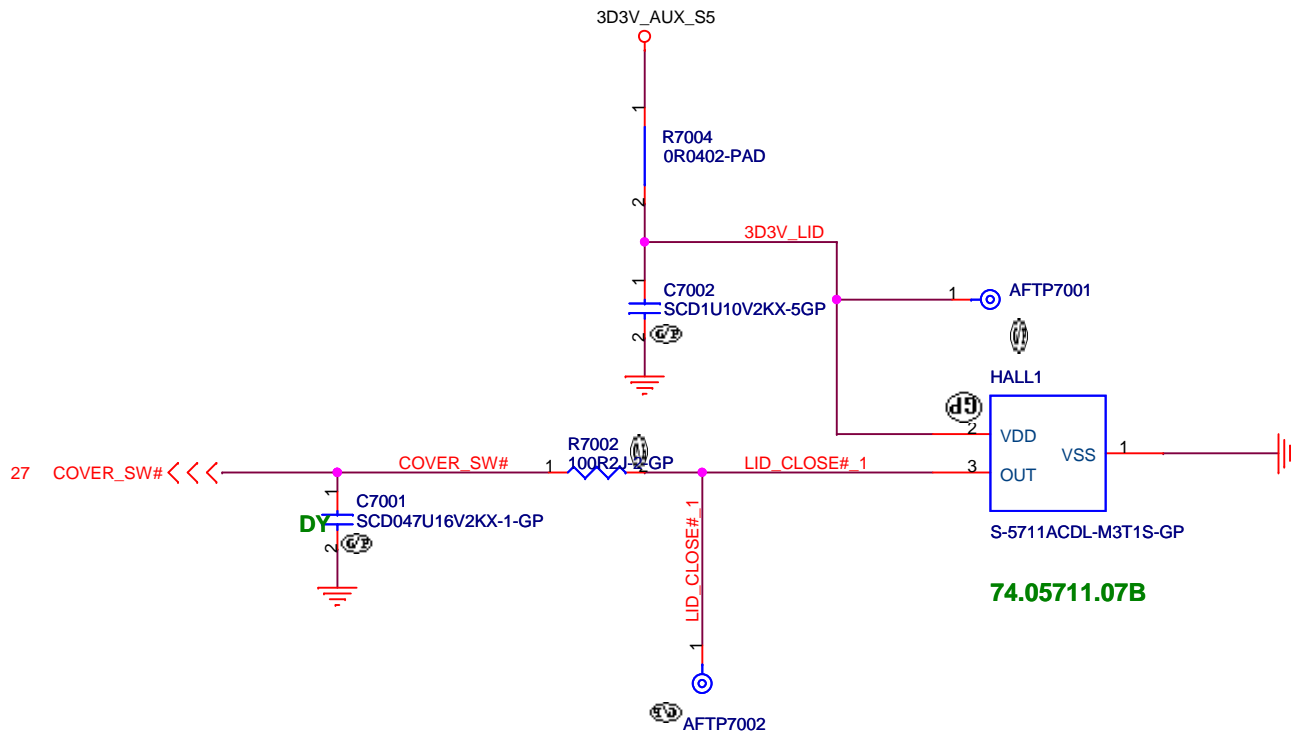 3D3V_AUX_S5
1
R7004
0R0402-PAD
2
3D3V_LID
1
C7002
SCD1U10V2KX-5GP
2
1
AFTP7001
HALL1
GP
2
VDD
VSS
1
3
OUT
S-5711ACDL-M3T1S-GP
74.05711.07B
27
COVER_SW#
COVER_SW#
1
R7002
100R2J-2-GP
2
LID_CLOSE#_1
1
C7001
DY
SCD047U16V2KX-1-GP
2
LID_CLOSE#_1
1
AFTP7002